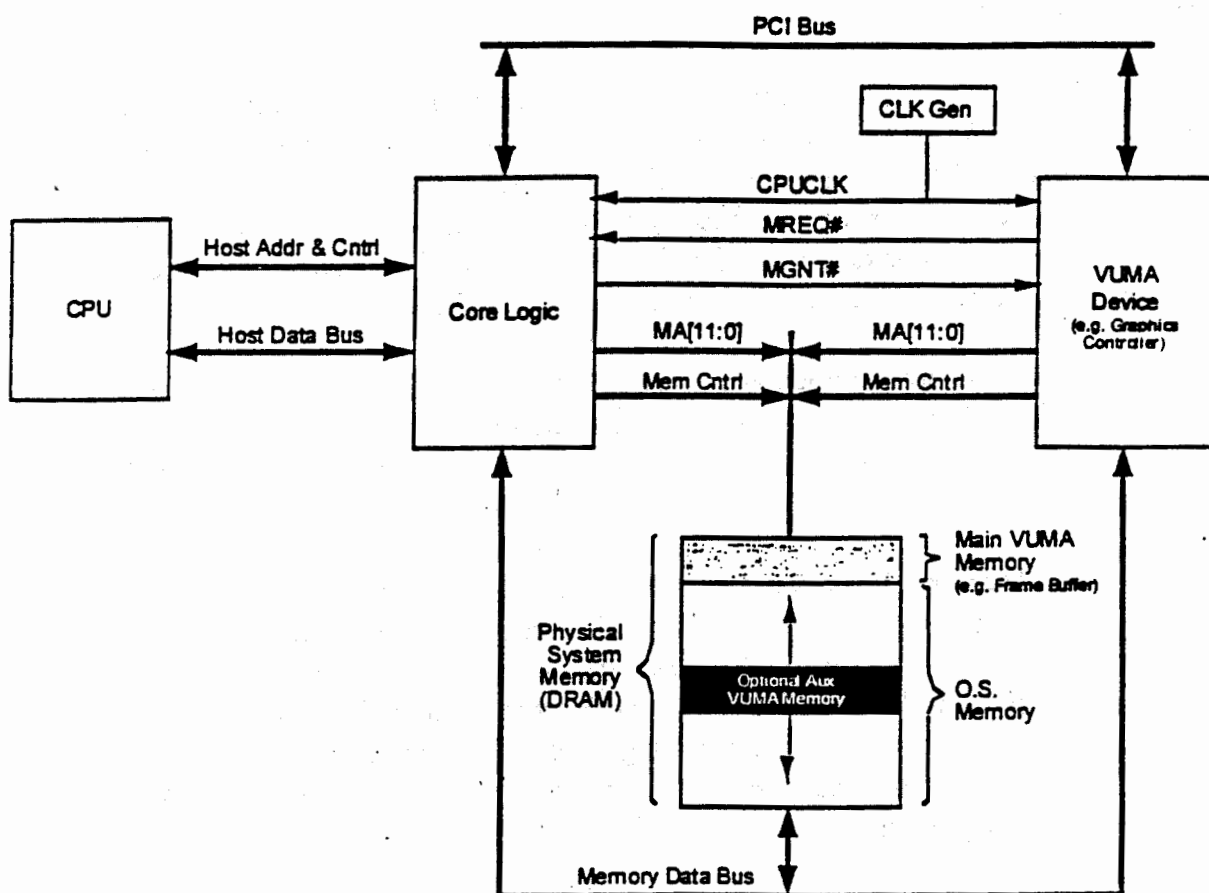 PCI Bus
CLK Gen
CPUCLK
MREQ#
MGNT#
Host Addr & Cntrl
Host Data Bus
CPU
Core Logic
VUMA
Device
(e.g. Graphics
Controller)
MA[11:0]
MA[11:0]
Mem Cntrl
Mem Cntrl
Main VUMA
Memory
(e.g. Frame Buffer)
Physical
System
Memory
(DRAM)
Optional Aux
VUMA Memory
O.S.
Memory
Memory Data Bus